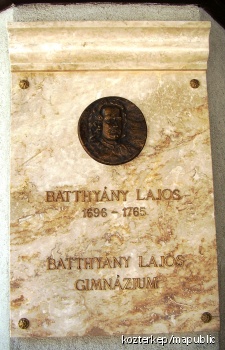 BATTHYÁNY LAJOS
1696 - 1765
BATTHYÁNY LAJOS
GIMNÁZIUM
kozterkep/mapublic